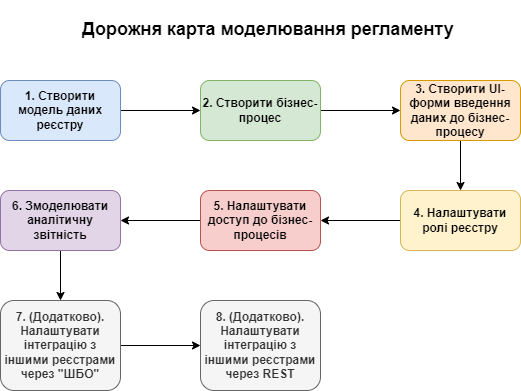 Дорожня карта моделювання регламенту
1. Створити
модель даних
реєстру
2. Створити бізнес-
процес
3. Створити UI-
форми введення
даних до бізнес-
процесу
6. Змоделювати
аналітичну
звітність
5. Налаштувати
доступ до бізнес-
процесів
4. Налаштувати
ролі реєстру
7. (Додатково).
Налаштувати
інтеграцію з
іншими реєстрами
через "ШБО"
8. (Додатково).
Налаштувати
інтеграцію з
іншими реєстрами
через REST